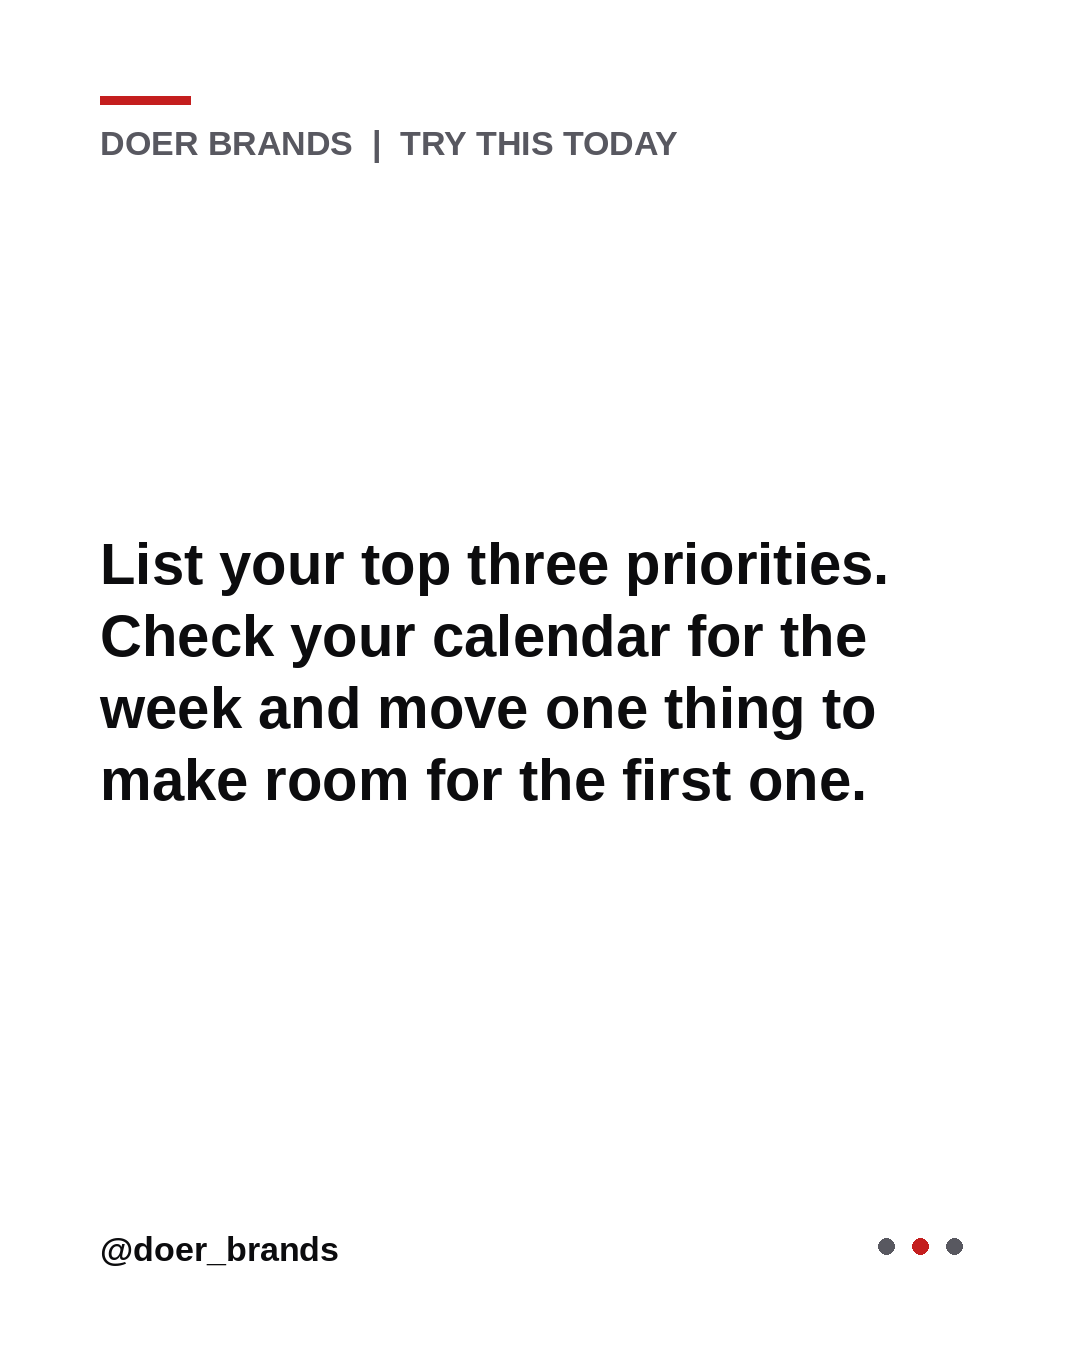 DOER BRANDS | TRY THIS TODAY
List your top three priorities.
Check your calendar for the
week and move one thing to
make room for the first one.
@doer_brands